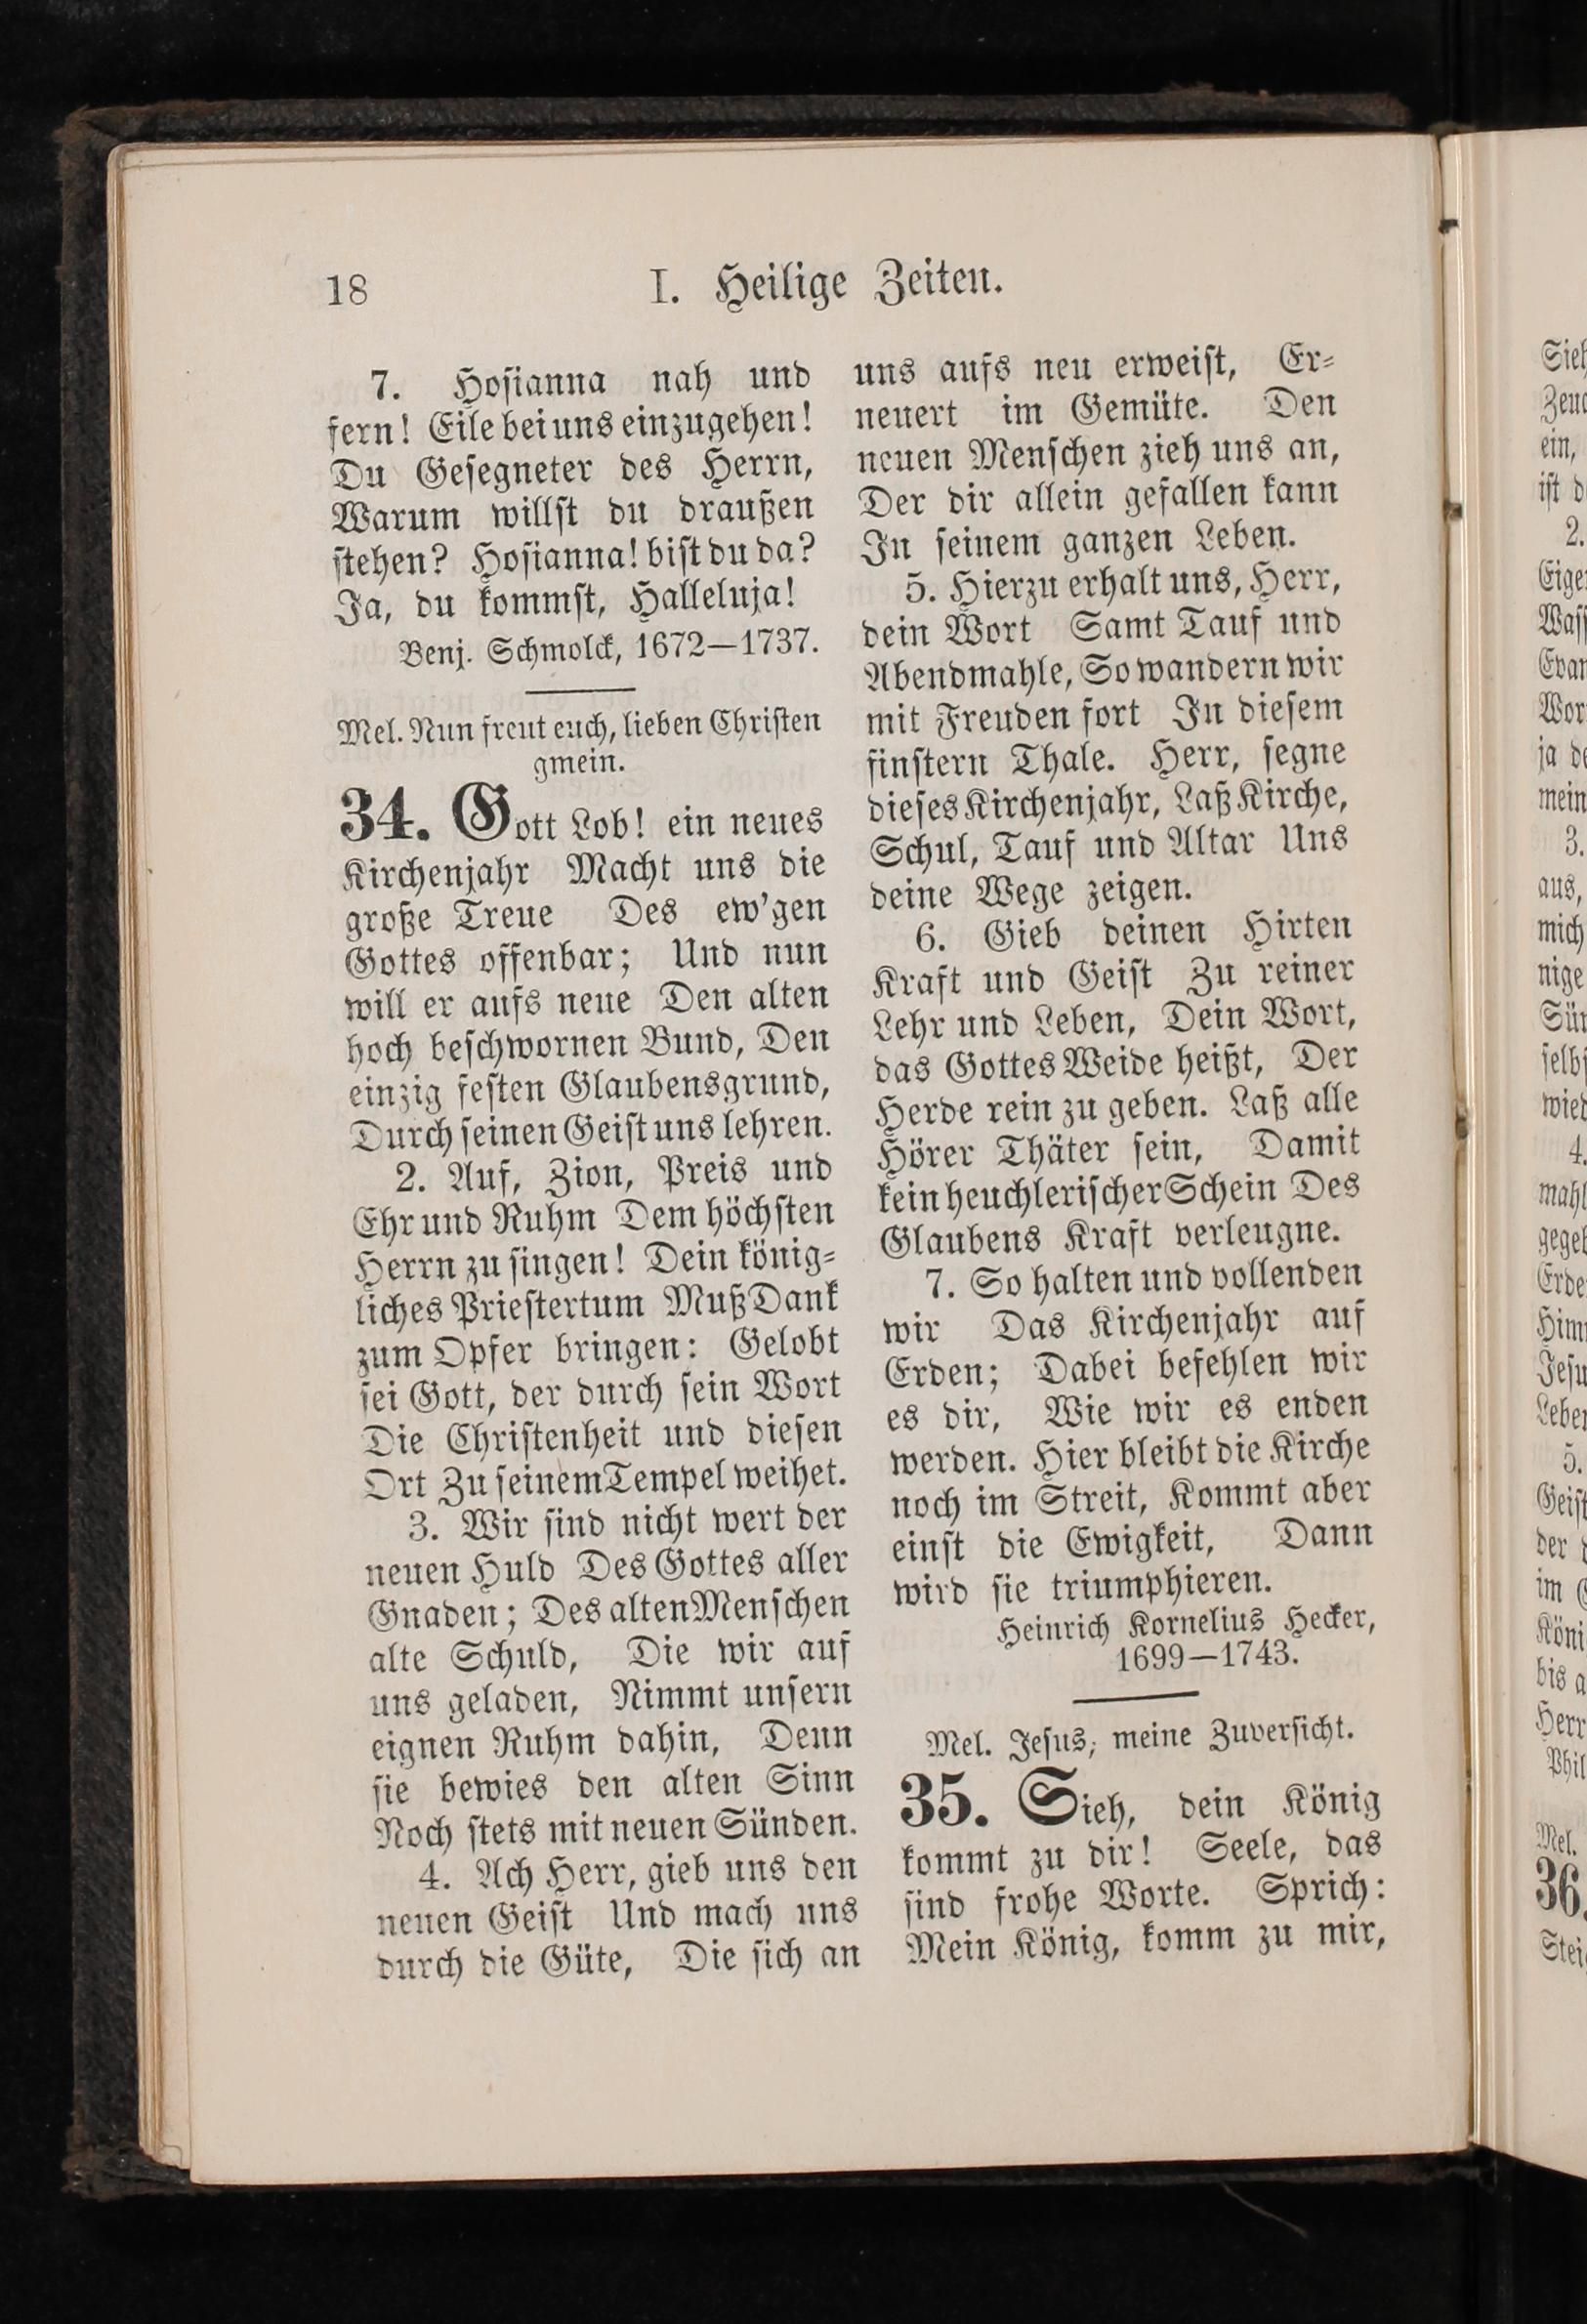 18
I. Heilige Zeiten.
7. Hosianna nah und
fern! Eile bei uns einzugehen!
Du Gesegneter des Herrn,
Warum willst du draußen
stehen? Hosianna! bist du da?
Ja, du kommst, Halleluja!
Benj. Schmolck, 1672—1737.
Mel. Nun freut euch, lieben Christen
gmein.
34. Gott Lob! ein neues
Kirchenjahr Macht uns die
große Treue Des ew'gen
Gottes offenbar; Und nun
will er aufs neue Den alten
hoch beschwornen Bund, Den
einzig festen Glaubensgrund,
Durch seinen Geist uns lehren.
2. Auf, Zion, Preis und
Ehr und Ruhm Dem höchsten
Herrn zu singen! Dein könig-
liches Priestertum Muß Dank
zum Opfer bringen: Gelobt
sei Gott, der durch sein Wort
Die Christenheit und diesen
Ort Zu seinem Tempel weihet.
3. Wir sind nicht wert der
neuen Huld Des Gottes aller
Gnaden; Des alten Menschen
alte Schuld, Die wir auf
uns geladen, Nimmt unsern
eignen Ruhm dahin, Denn
sie bewies den alten Sinn
Noch stets mit neuen Sünden.
4. Ach Herr, gieb uns den
neuen Geist Und mach uns
durch die Güte, Die sich an
uns aufs neu erweist, Er-
neuert im Gemüte. Den
neuen Menschen zieh uns an,
Der dir allein gefallen kann
In seinem ganzen Leben.
5. Hierzu erhalt uns, Herr,
dein Wort Samt Tauf und
Abendmahle, So wandern wir
mit Freuden fort In diesem
finstern Thale. Herr, segne
dieses Kirchenjahr, Laß Kirche,
Schul, Tauf und Altar Uns
deine Wege zeigen.
6. Gieb deinen Hirten
Kraft und Geist Zu reiner
Lehr und Leben, Dein Wort,
das Gottes Weide heißt, Der
Herde rein zu geben. Laß alle
Hörer Thäter sein, Damit
kein heuchlerischer Schein Des
Glaubens Kraft verleugne.
7. So halten und vollenden
wir Das Kirchenjahr auf
Erden; Dabei befehlen wir
es dir, Wie wir es enden
werden. Hier bleibt die Kirche
noch im Streit, Kommt aber
einst die Ewigkeit, Dann
wird sie triumphieren.
Heinrich Kornelius Hecker,
1699—1743.
Mel. Jesus, meine Zuversicht.
35. Sieh, dein König
kommt zu dir! Seele, das
sind frohe Worte. Sprich:
Mein König, komm zu mir,